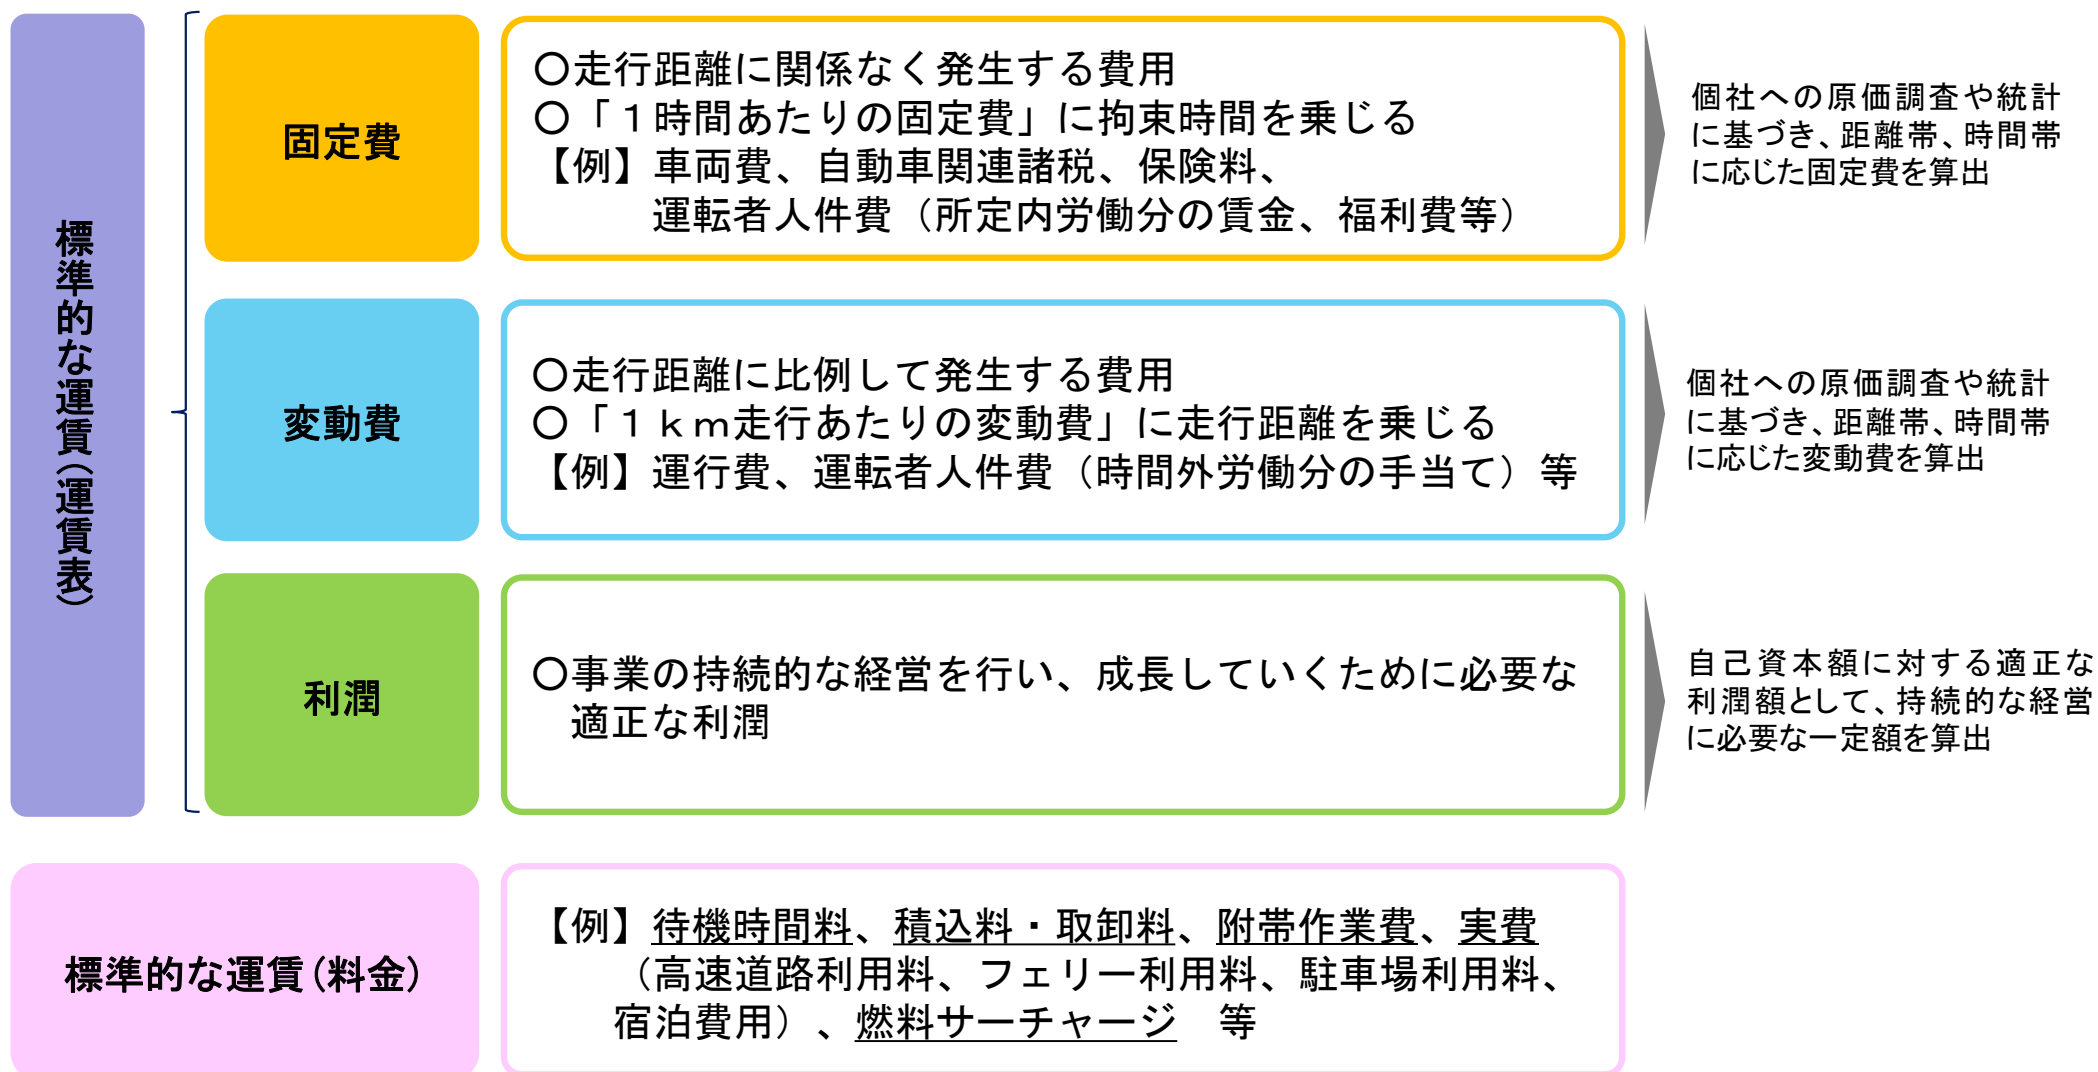 標準的な運賃(運賃表)
固定費
〇走行距離に関係なく発生する費用
〇「１時間あたりの固定費」に拘束時間を乗じる
【例】車両費、自動車関連諸税、保険料、
運転者人件費（所定内労働分の賃金、福利費等）
個社への原価調査や統計
に基づき、距離帯、時間帯
に応じた固定費を算出
変動費
〇走行距離に比例して発生する費用
〇「１ｋｍ走行あたりの変動費」に走行距離を乗じる
【例】運行費、運転者人件費（時間外労働分の手当て）等
個社への原価調査や統計
に基づき、距離帯、時間帯
に応じた変動費を算出
利潤
〇事業の持続的な経営を行い、成長していくために必要な
適正な利潤
自己資本額に対する適正な
利潤額として、持続的な経営
に必要な一定額を算出
標準的な運賃(料金)
【例】待機時間料、積込料・取卸料、附帯作業費、実費
（高速道路利用料、フェリー利用料、駐車場利用料、
宿泊費用）、燃料サーチャージ　等